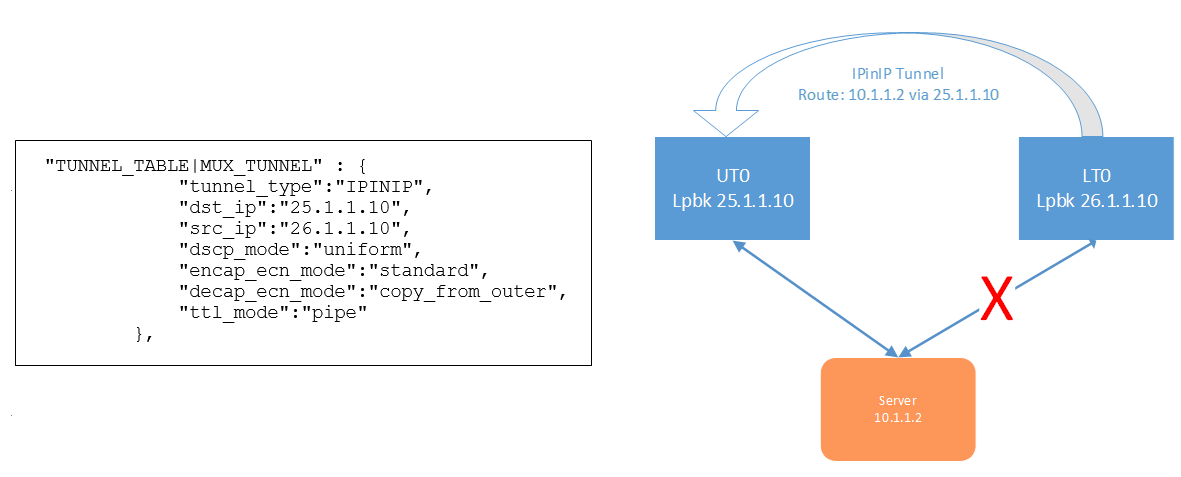 "TUNNEL_TABLE|MUX_TUNNEL" : {
"tunnel_type":"IPINIP",
"dst_ip":"25.1.1.10",
"src_ip":"26.1.1.10",
"dscp_mode":"uniform",
"encap_ecn_mode":"standard",
"decap_ecn_mode":"copy_from_outer",
"ttl_mode":"pipe"
},
IPinIP Tunnel
Route: 10.1.1.2 via 25.1.1.10
UT0
Lpbk 25.1.1.10
LT0
Lpbk 26.1.1.10
X
Server
10.1.1.2